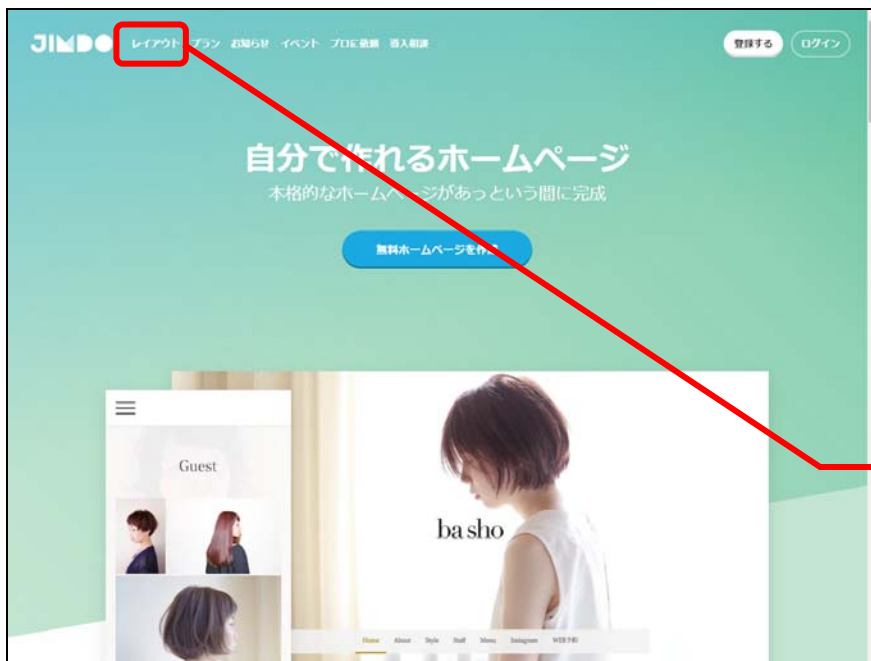 JIMDO レイアウト プラン お知らせ イベント プロに依頼 導入相談 登録する ログイン
自分で作れるホームページ
本格的なホームページがあっという間に完成
無料ホームページを作成
Guest
ba sho
Home About Style Staff Menu Instagram WEB予約